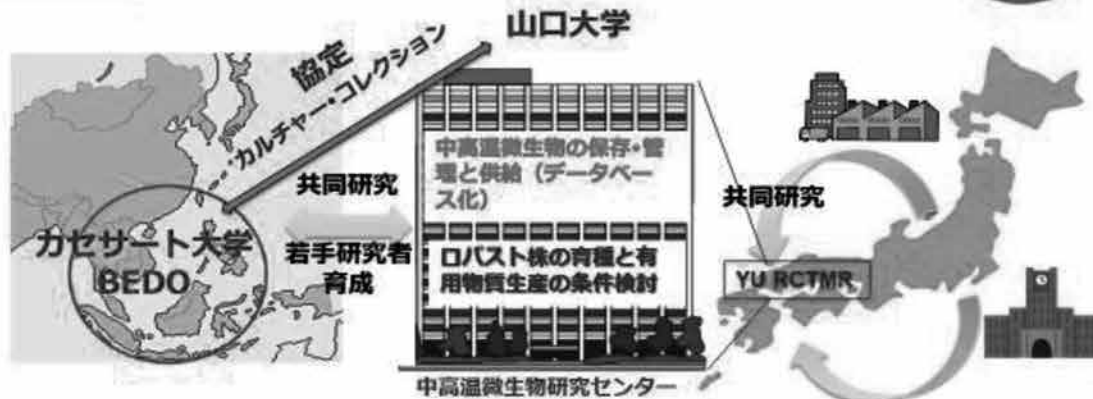 山口大学
協定
カルチャー・コレクション
中高温微生物の保存・管
理と供給（データベー
ス化）
共同研究
共同研究
カセサート大学
BEDO
若手研究者
育成
ロバスト株の育種と有
用物質生産の条件検討
YU RCTMR
中高温微生物研究センター